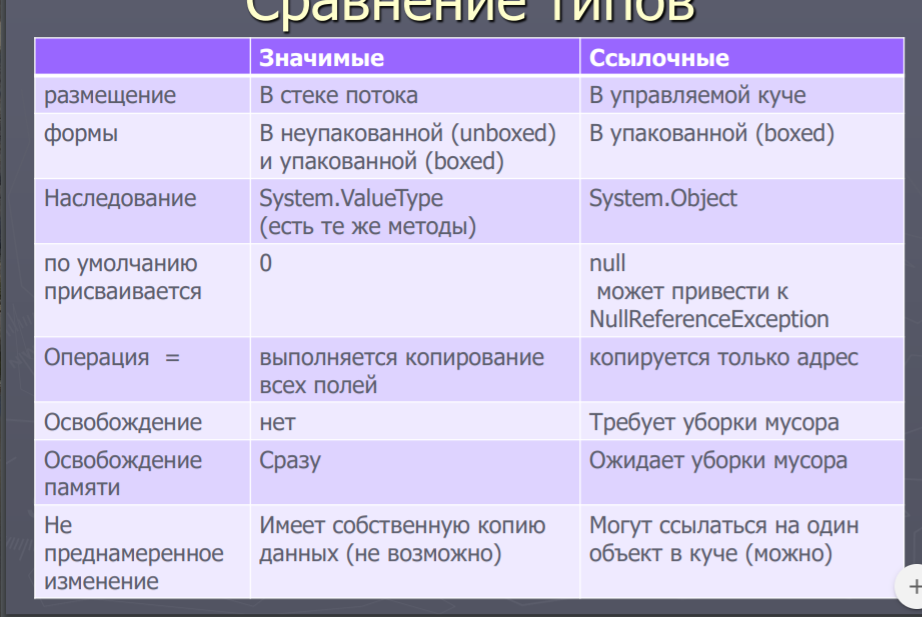 Сравнение типов
Значимые
Ссылочные
размещение
В стеке потока
В управляемой куче
формы
В неупакованной (unboxed)
и упакованной (boxed)
В упакованной (boxed)
Наследование
System.ValueType
(есть те же методы)
System.Object
по умолчанию
присваивается
0
null
может привести к
NullReferenceException
Операция =
выполняется копирование
всех полей
копируется только адрес
Освобождение
нет
Требует уборки мусора
Освобождение
памяти
Сразу
Ожидает уборки мусора
Не
преднамеренное
изменение
Имеет собственную копию
данных (не возможно)
Могут ссылаться на один
объект в куче (можно)
+